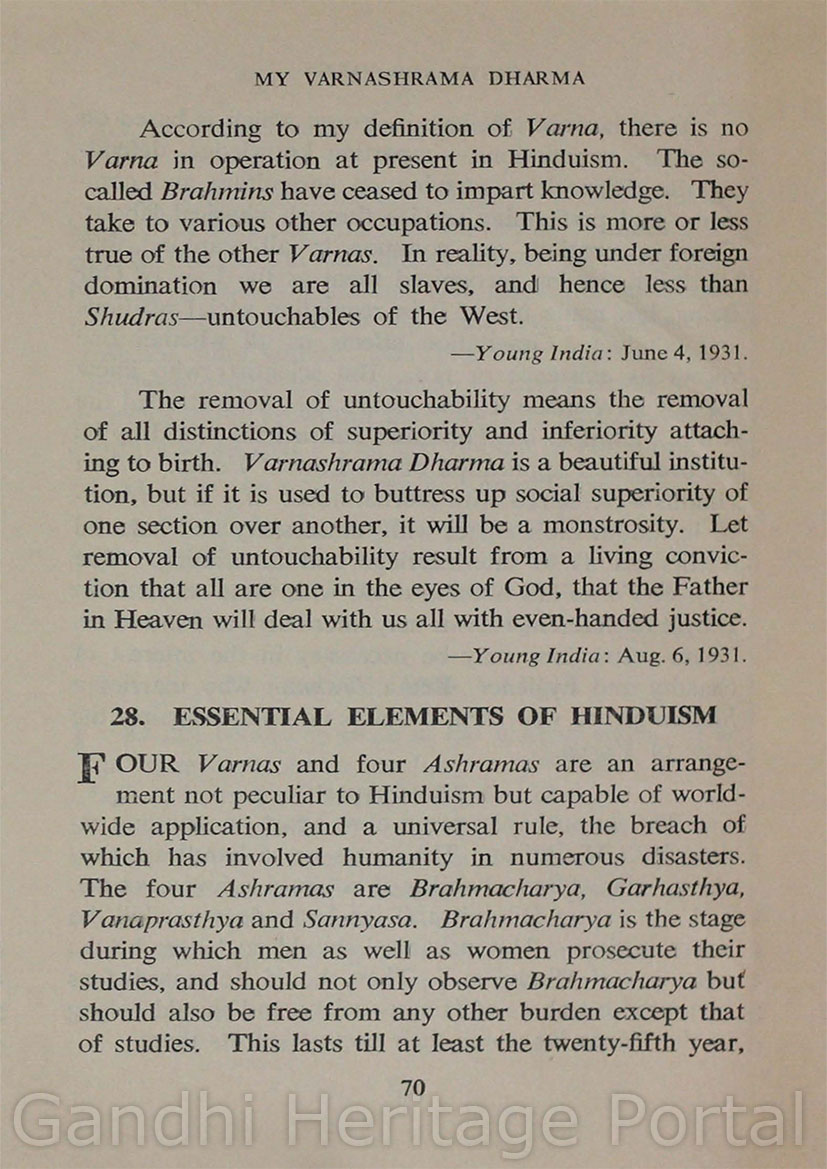 MY VARNASHRAMA DHARMA
According to my definition of Varna, there is no
Varna in operation at present in Hinduism. The so-
called Brahmins have ceased to impart knowledge. They
take to various other occupations. This is more or less
true of the other Varnas. In reality, being under foreign
domination we are all slaves, and hence less than
Shudras—untouchables of the West.
—Young India: June 4, 1931.
The removal of untouchability means the removal
of all distinctions of superiority and inferiority attach-
ing to birth. Varnashrama Dharma is a beautiful institu-
tion, but if it is used to buttress up social superiority of
one section over another, it will be a monstrosity. Let
removal of untouchability result from a living convic-
tion that all are one in the eyes of God, that the Father
in Heaven will deal with us all with even-handed justice.
—Young India: Aug. 6, 1931.
28. ESSENTIAL ELEMENTS OF HINDUISM
FOUR Varnas and four Ashramas are an arrange-
ment not peculiar to Hinduism but capable of world-
wide application, and a universal rule, the breach of
which has involved humanity in numerous disasters.
The four Ashramas are Brahmacharya, Garhasthya,
Vanaprasthya and Sannyasa. Brahmacharya is the stage
during which men as well as women prosecute their
studies, and should not only observe Brahmacharya but
should also be free from any other burden except that
of studies. This lasts till at least the twenty-fifth year,
70
Gandhi Heritage Portal